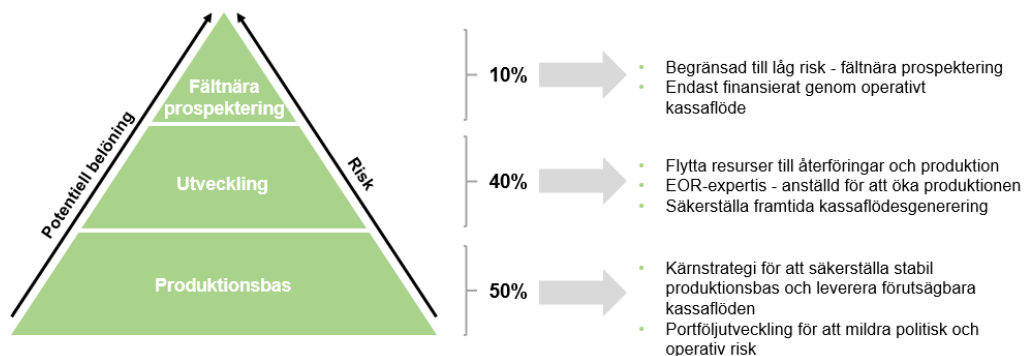 Potentiell belöning
Risk
Fältnära
prospektering
10%
Begränsad till låg risk - fältnära prospektering
Endast finansierat genom operativt
kassaflöde
Utveckling
40%
Flytta resurser till återföringar och produktion
EOR-expertis - anställd för att öka produktionen
Säkerställa framtida kassaflödesgenerering
Produktionsbas
50%
Kärnstrategi för att säkerställa stabil
produktionsbas och leverera förutsägbara
kassaflöden
Portföljutveckling för att mildra politisk och
operativ risk